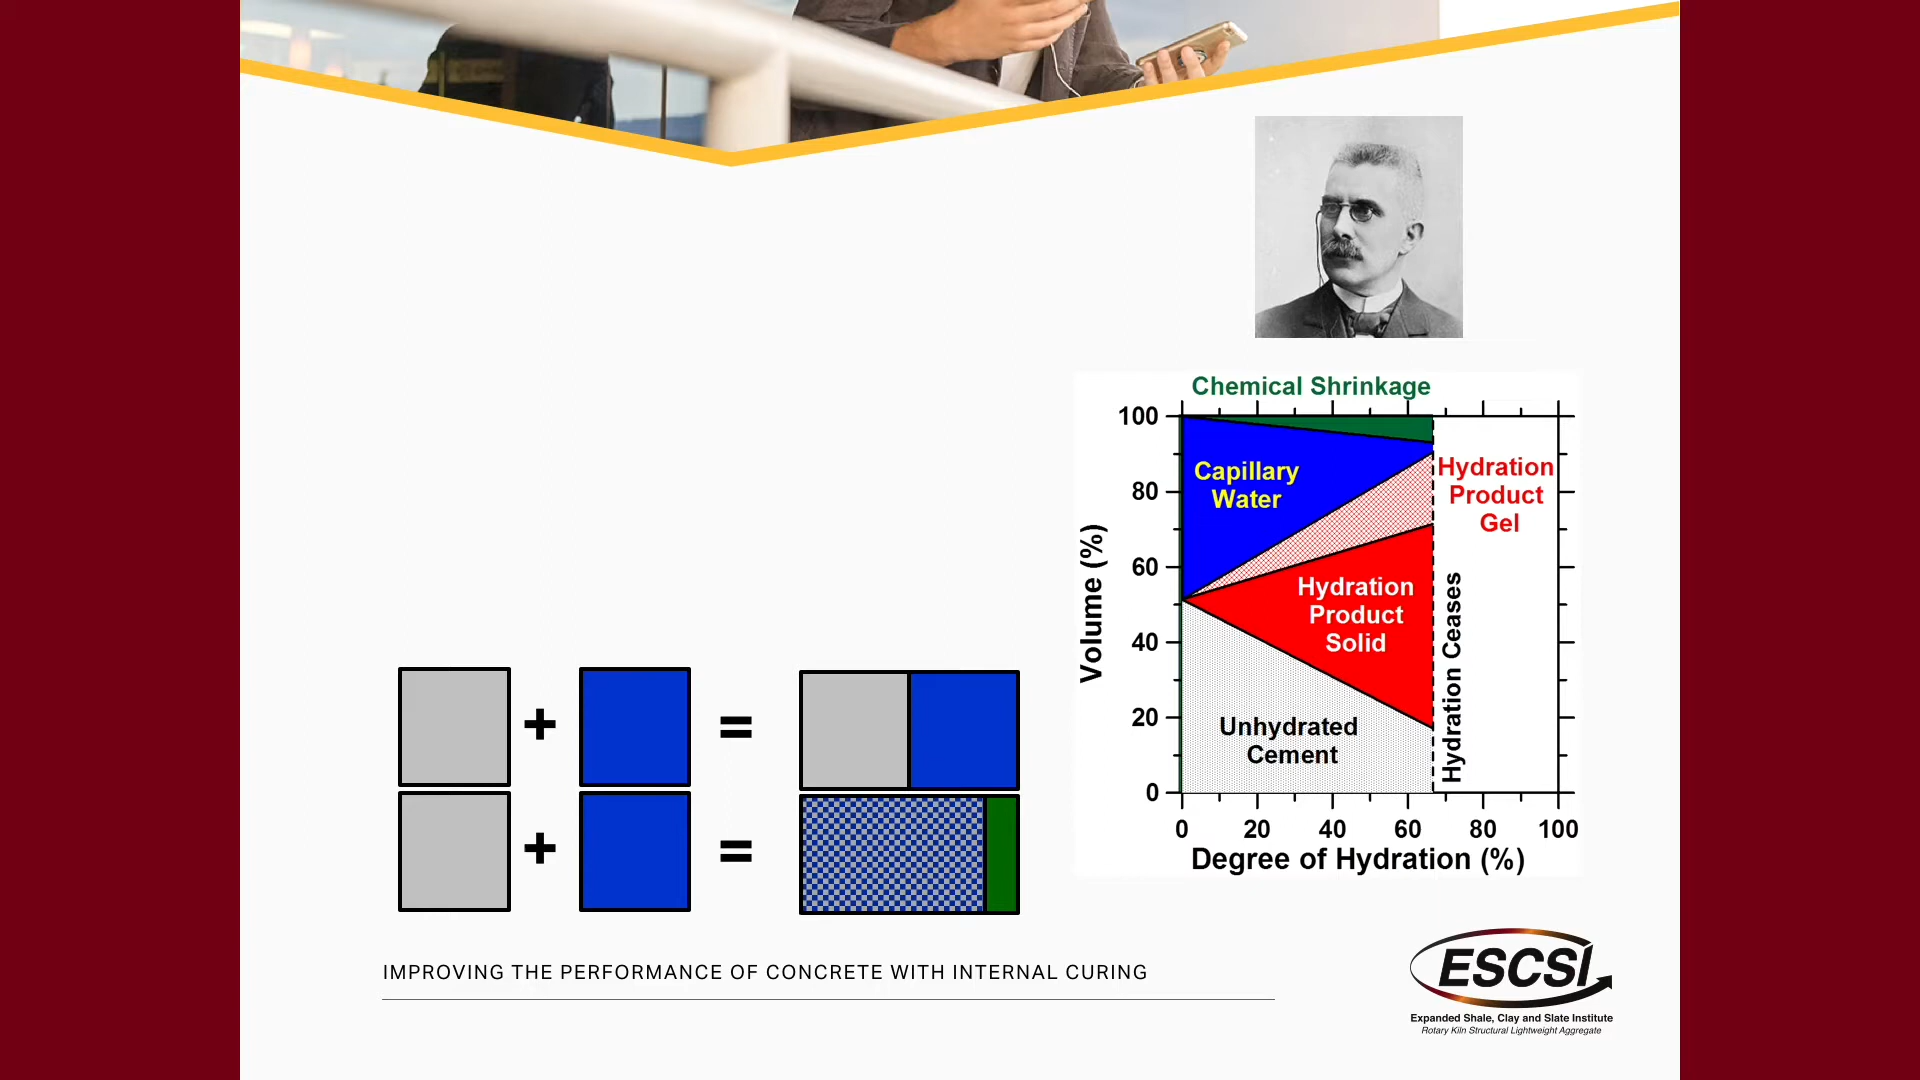 Chemical Shrinkage
100
80
60
40
20
0
Volume (%)
Capillary
Water
Hydration
Product
Gel
Hydration
Product
Solid
Unhydrated
Cement
Hydration Ceases
0 20 40 60 80 100
Degree of Hydration (%)
+ =
+ =
IMPROVING THE PERFORMANCE OF CONCRETE WITH INTERNAL CURING
ESCSI
Expanded Shale, Clay and Slate Institute
Rotary Kiln Structural Lightweight Aggregate